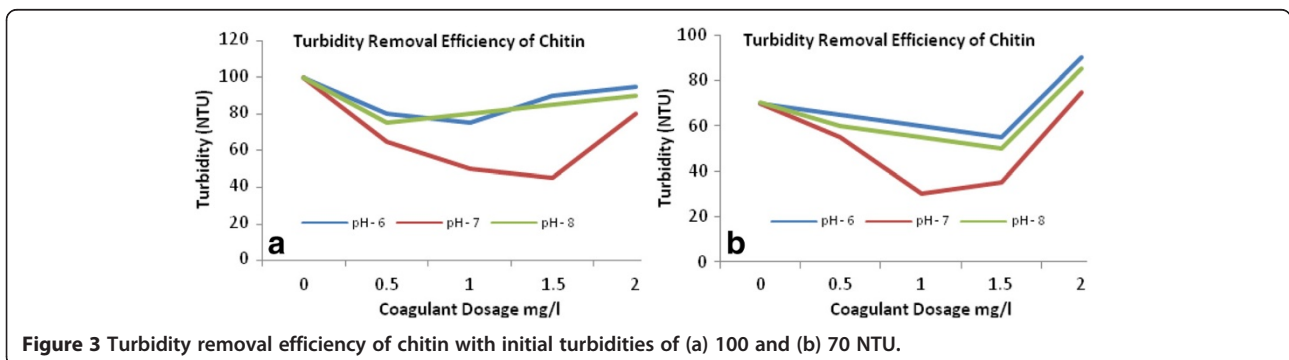 Turbidity Removal Efficiency of Chitin
Turbidity (NTU)
120
100
80
60
40
20
0
pH- 6 pH- 7 pH- 8
a
0 0.5 1 1.5 2
Coagulant Dosage mg/l
Turbidity Removal Efficiency of Chitin
Turbidity (NTU)
100
80
60
40
20
0
pH- 6 pH- 7 pH- 8
b
0 0.5 1 1.5 2
Coagulant Dosage mg/l
Figure 3 Turbidity removal efficiency of chitin with initial turbidities of (a) 100 and (b) 70 NTU.